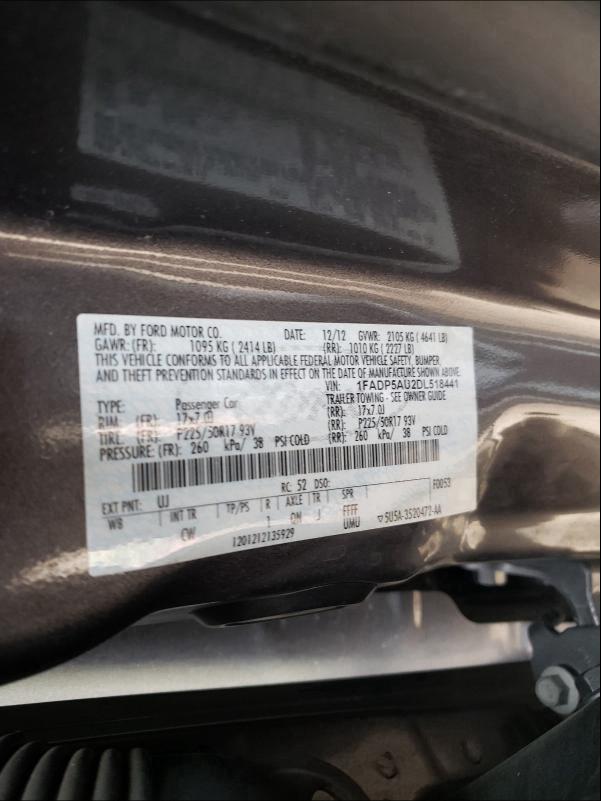 MFD. BY FORD MOTOR CO. DATE: 12/12 GVWR: 2105 KG ( 4641 LB)
GAWR: (FR): 1095 KG ( 2414 LB) (RR): 1010 KG ( 2227 LB)
THIS VEHICLE CONFORMS TO ALL APPLICABLE FEDERAL MOTOR VEHICLE SAFETY, BUMPER,
AND THEFT PREVENTION STANDARDS IN EFFECT ON THE DATE OF MANUFACTURE SHOWN ABOVE.
VIN: 1FADP5AU2DL518441
TYPE: Passenger Car TRAILER TOWING - SEE OWNER GUIDE
RIM: (FR): 17x7.0J (RR): 17x7.0J
TIRE: (FR): P225/50R17 93V (RR): P225/50R17 93V
PRESSURE: (FR): 260 kPa/ 38 PSI COLD (RR): 260 kPa/ 38 PSI COLD
EXT PNT: UJ RC: 52 DSO: F0053
WB INT TR TP/PS R AXLE TR SPR
CW 1 QN J FFFF
UMU ▽5U5A-3520472-AA
1201212135929